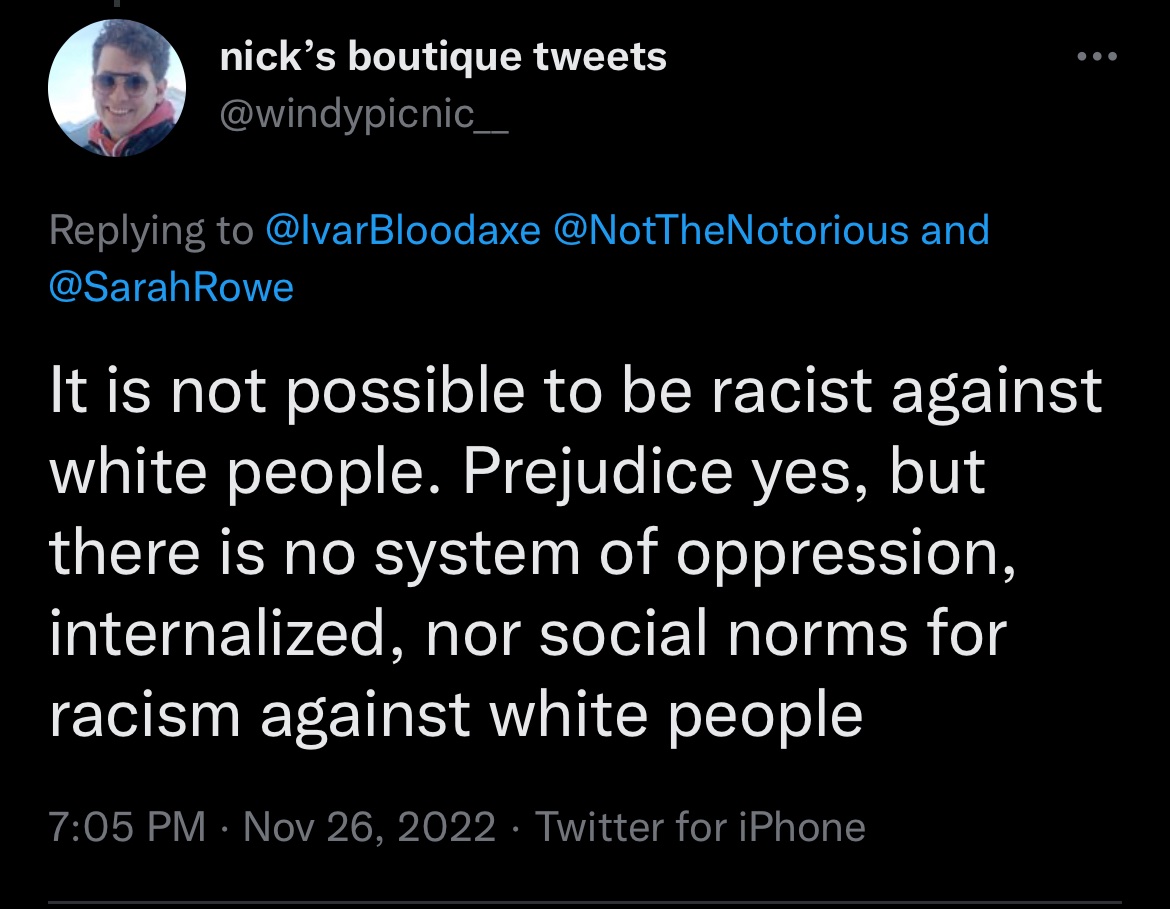 nick’s boutique tweets
@windypicnic__
Replying to @IvarBloodaxe @NotTheNotorious and
@SarahRowe
It is not possible to be racist against
white people. Prejudice yes, but
there is no system of oppression,
internalized, nor social norms for
racism against white people
7:05 PM · Nov 26, 2022 · Twitter for iPhone